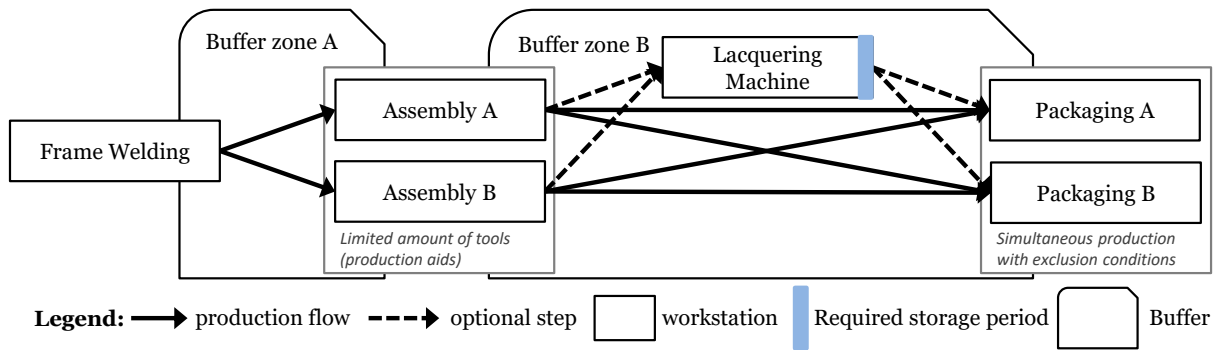 Buffer zone A
Buffer zone B
Lacquering
Machine
Assembly A
Packaging A
Frame Welding
Assembly B
Packaging B
Limited amount of tools
(production aids)
Simultaneous production
with exclusion conditions
Legend: production flow optional step workstation Required storage period Buffer